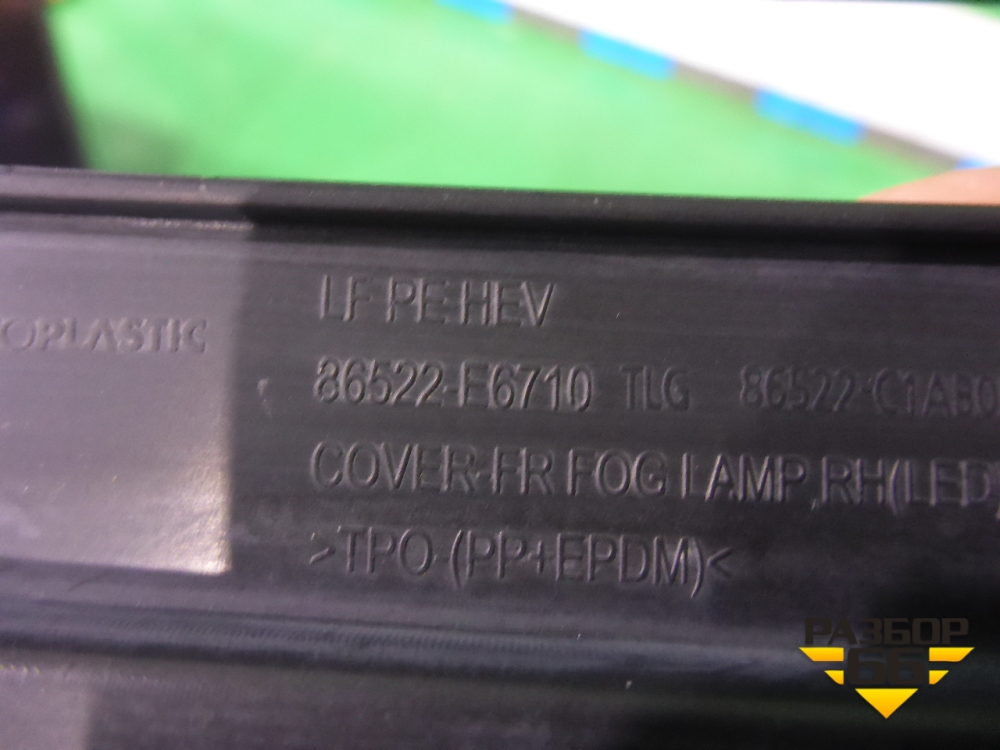 OPLASTIC
LF PE HEV
86522-E6710 TLG 86522-C1AB0
COVER-FR FOG LAMP,RH(LED)
>TPO-(PP+EPDM)<
РАЗБОР
66